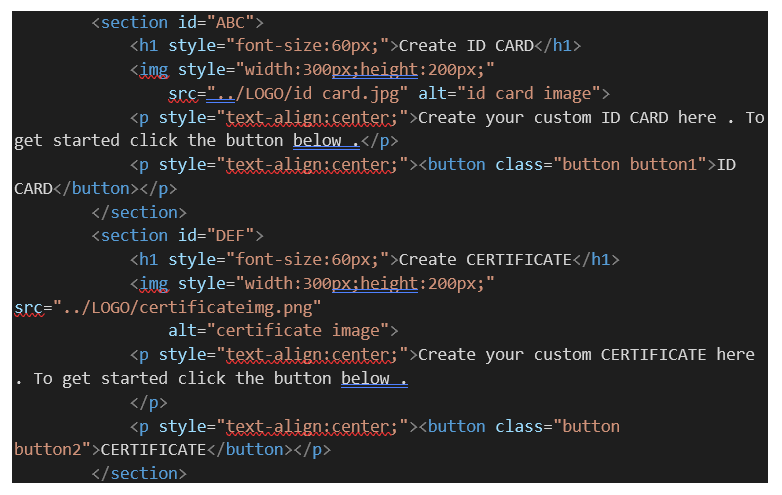 <section id="ABC">
<h1 style="font-size:60px;">Create ID CARD</h1>
<img style="width:300px;height:200px;"
src="../LOGO/id card.jpg" alt="id card image">
<p style="text-align:center;">Create your custom ID CARD here . To
get started click the button below .</p>
<p style="text-align:center;"><button class="button button1">ID
CARD</button></p>
</section>
<section id="DEF">
<h1 style="font-size:60px;">Create CERTIFICATE</h1>
<img style="width:300px;height:200px;"
src="../LOGO/certificateimg.png"
alt="certificate image">
<p style="text-align:center;">Create your custom CERTIFICATE here
. To get started click the button below .
</p>
<p style="text-align:center;"><button class="button
button2">CERTIFICATE</button></p>
</section>